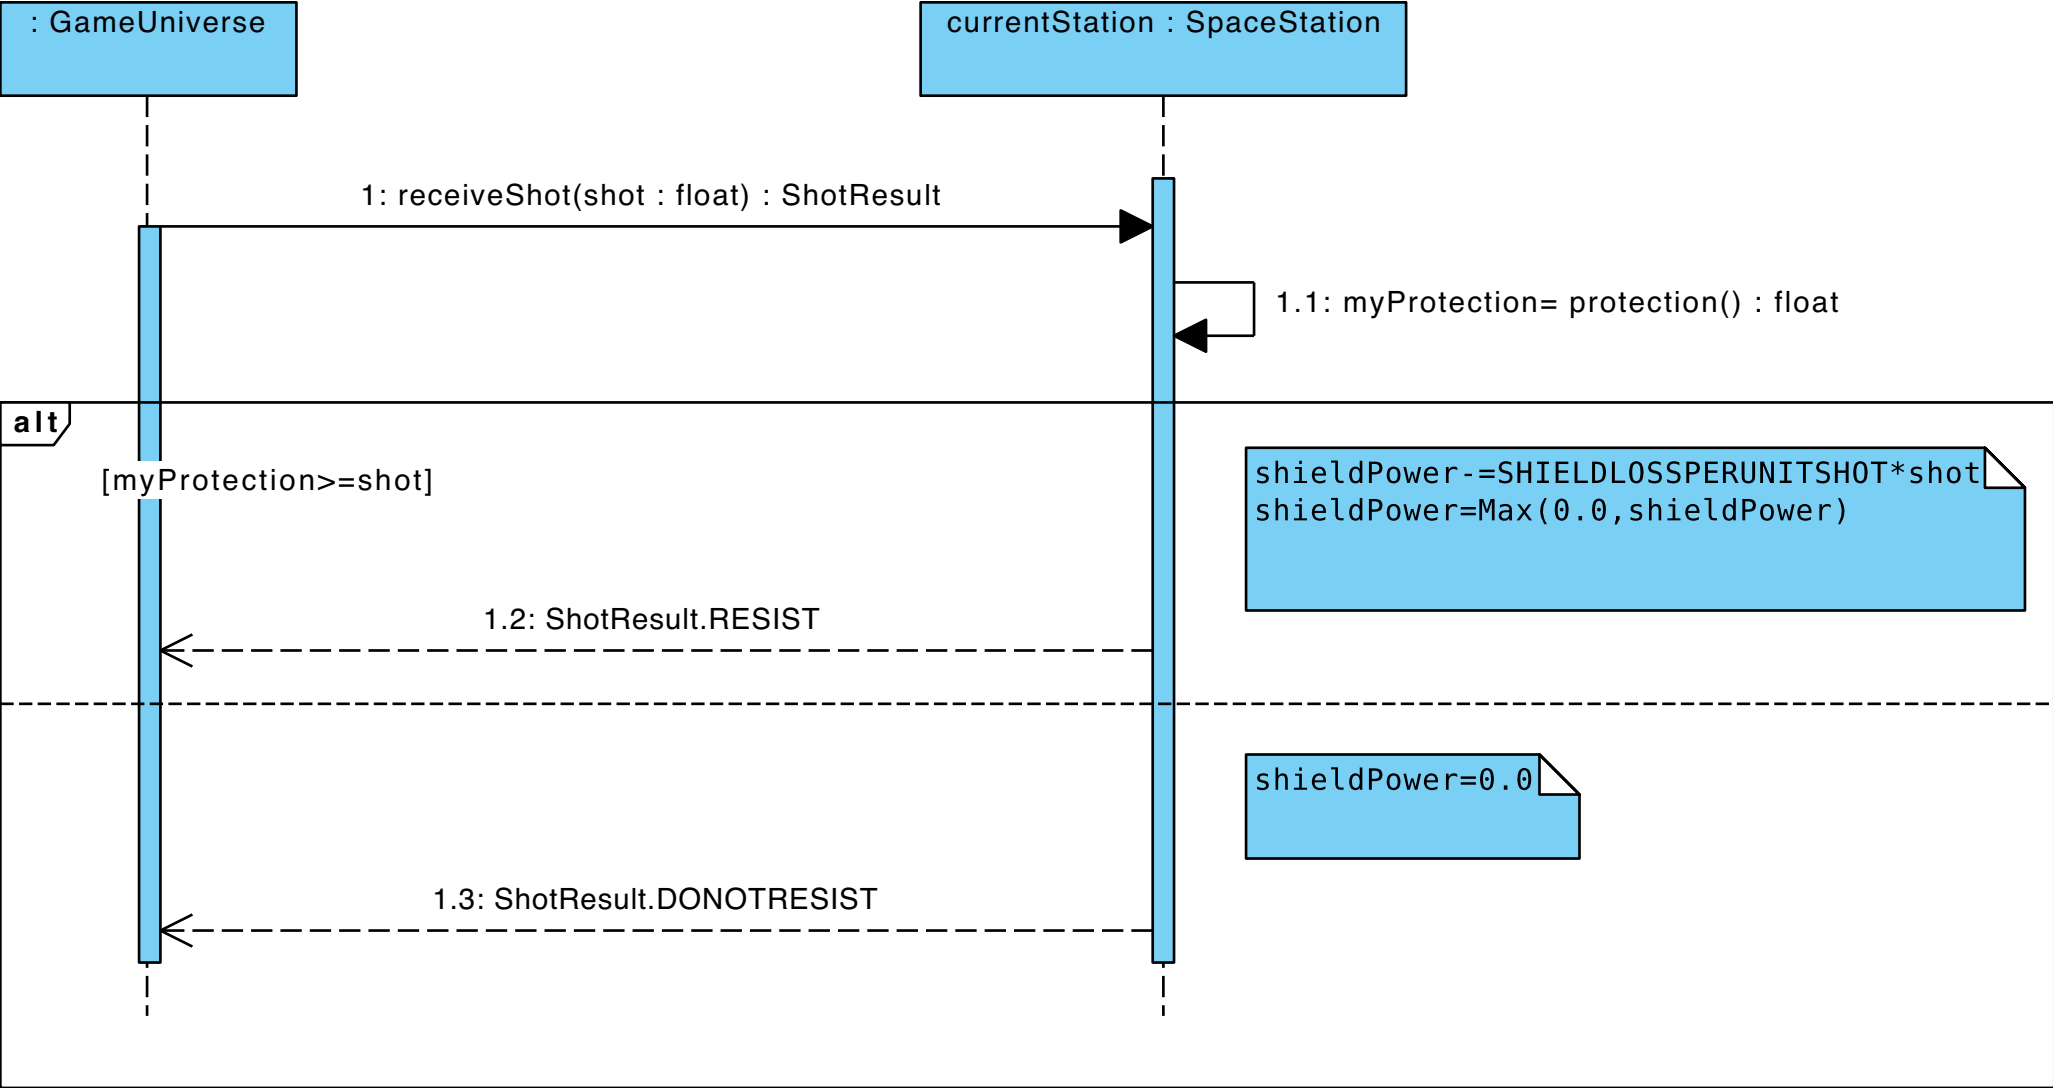 : GameUniverse
currentStation : SpaceStation
1: receiveShot(shot : float) : ShotResult
1.1: myProtection= protection() : float
alt
[myProtection>=shot]
shieldPower-=SHIELDLOSSPERUNITSHOT*shot
shieldPower=Max(0.0,shieldPower)
1.2: ShotResult.RESIST
shieldPower=0.0
1.3: ShotResult.DONOTRESIST